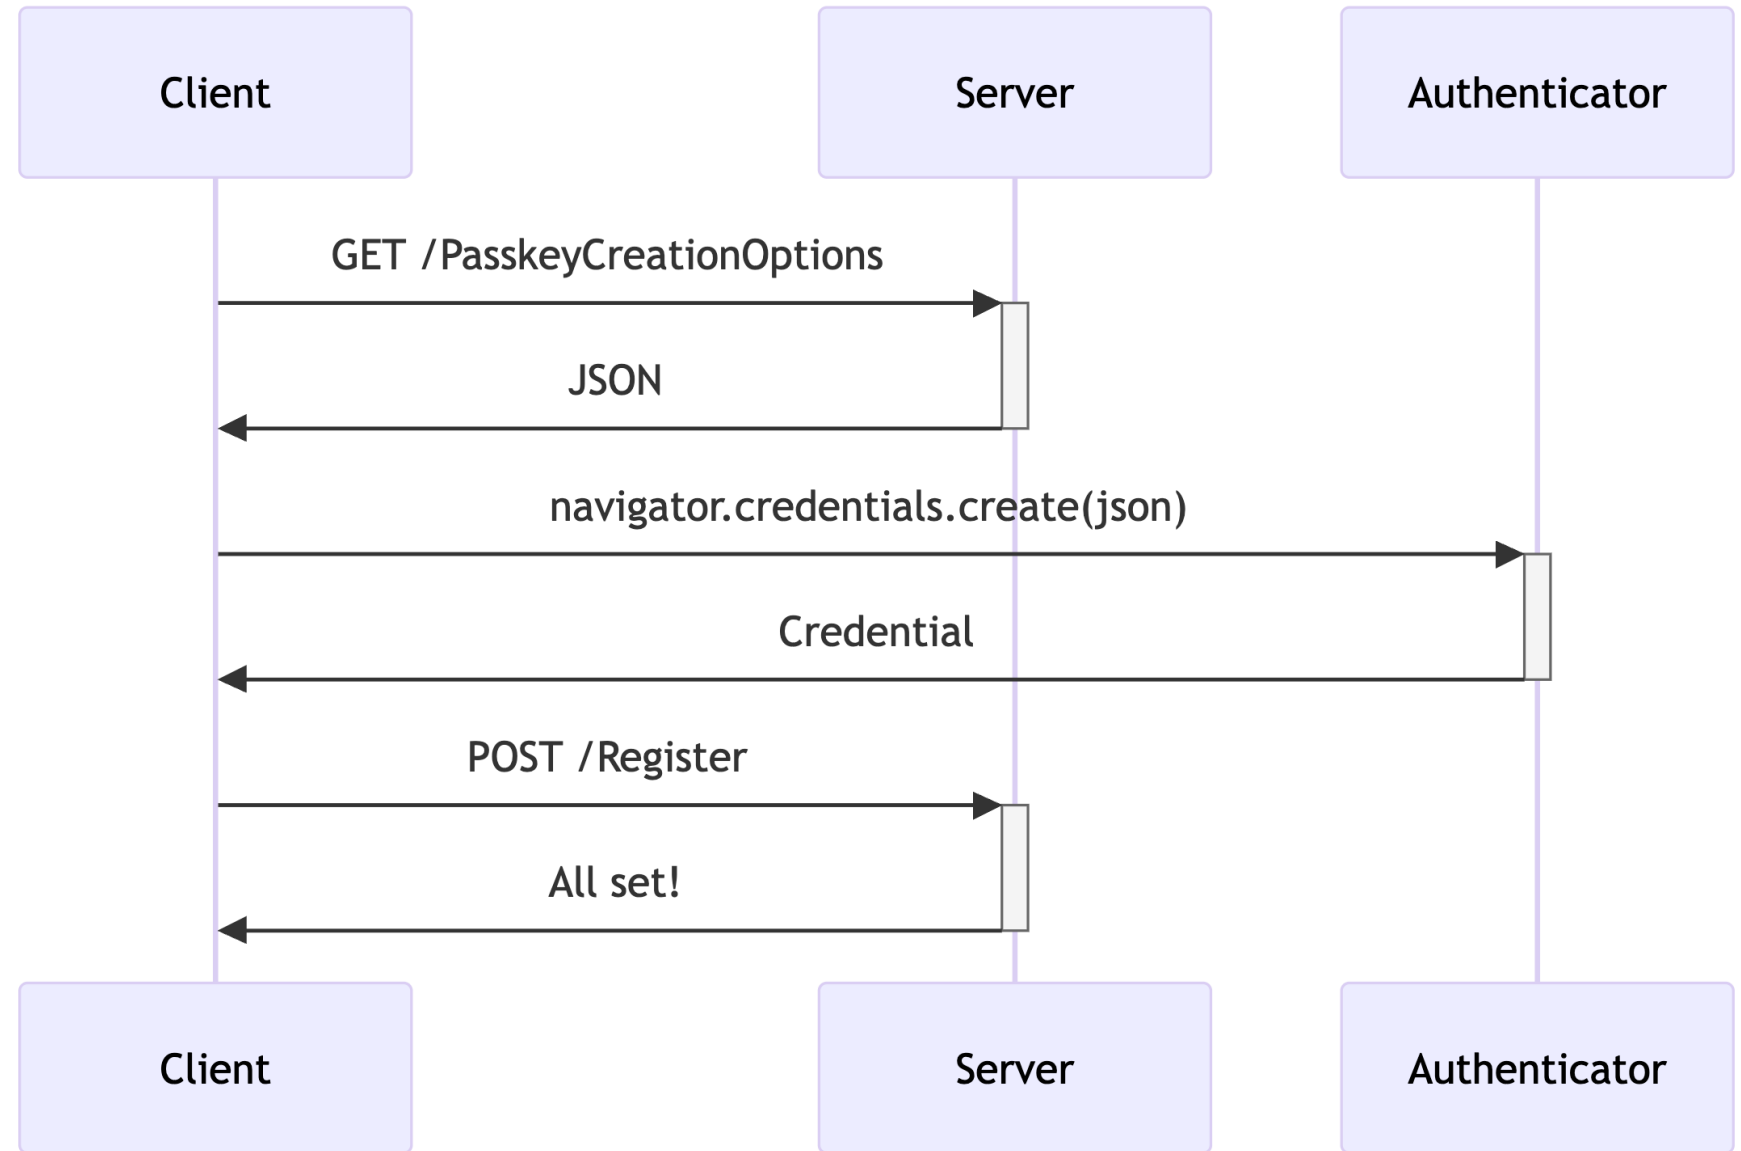 Client
Server
Authenticator
GET /PasskeyCreationOptions
JSON
navigator.credentials.create(json)
Credential
POST /Register
All set!
Client
Server
Authenticator